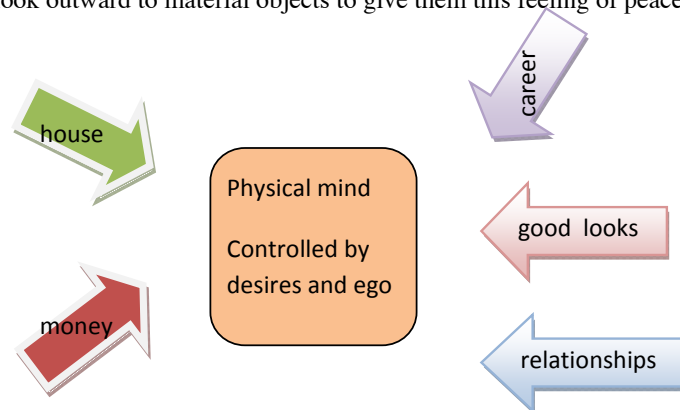 look outward to material objects to give them this feeling of peace
career
house
Physical mind
good looks
Controlled by
desires and ego
money
relationships